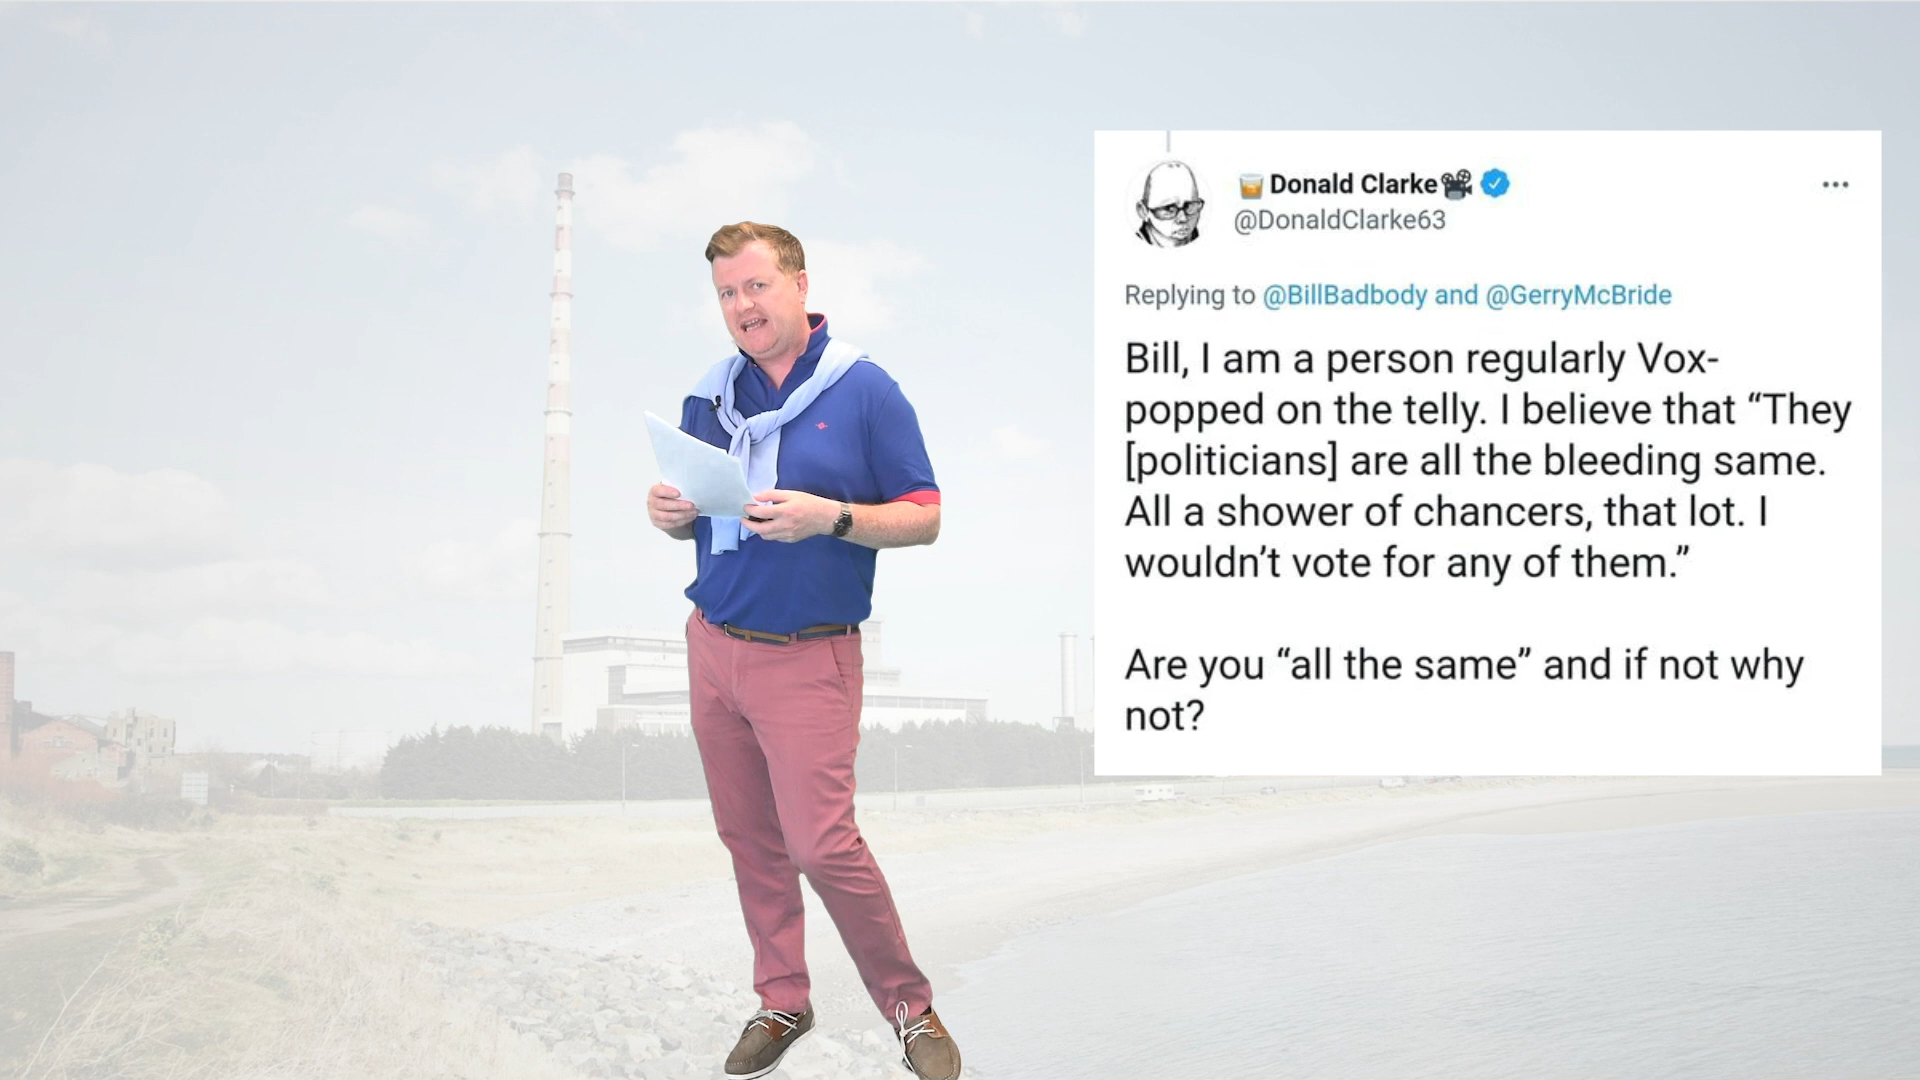 Donald Clarke
@DonaldClarke63
Replying to @BillBadbody and @GerryMcBride
Bill, I am a person regularly Vox-
popped on the telly. I believe that “They
[politicians] are all the bleeding same.
All a shower of chancers, that lot. I
wouldn’t vote for any of them.”
Are you “all the same” and if not why
not?